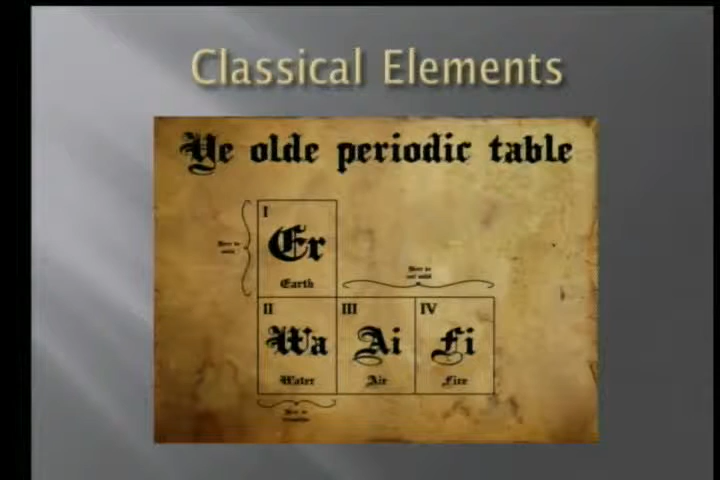 Classical Elements
Ye olde periodic table
I
Er
Earth
II
III
IV
Wa
Ai
Fi
Water
Air
Fire